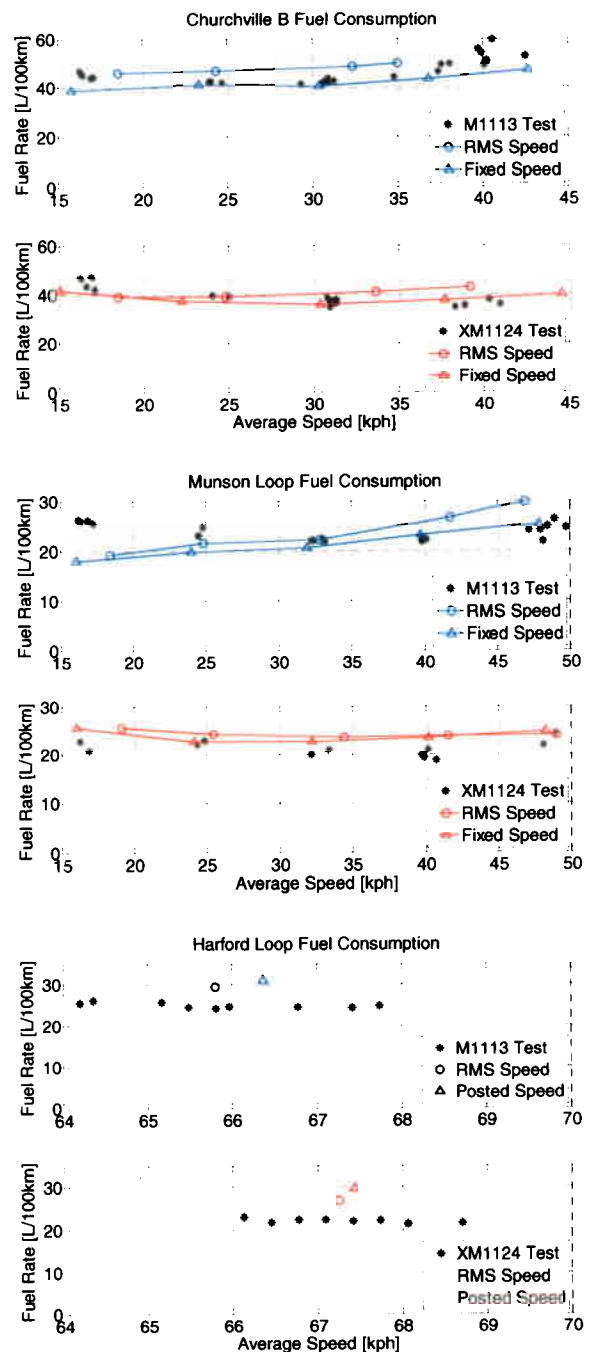 Churchville B Fuel Consumption
Fuel Rate [L/100km]
60
40
20
0
M1113 Test
RMS Speed
Fixed Speed
15 20 25 30 35 40 45
Fuel Rate [L/100km]
60
40
20
0
XM1124 Test
RMS Speed
Fixed Speed
15 20 25 30 35 40 45
Average Speed [kph]
Munson Loop Fuel Consumption
Fuel Rate [L/100km]
30
20
10
0
M1113 Test
RMS Speed
Fixed Speed
15 20 25 30 35 40 45 50
Fuel Rate [L/100km]
30
20
10
0
XM1124 Test
RMS Speed
Fixed Speed
15 20 25 30 35 40 45 50
Average Speed [kph]
Harford Loop Fuel Consumption
Fuel Rate [L/100km]
30
20
10
0
M1113 Test
RMS Speed
Posted Speed
64 65 66 67 68 69 70
Fuel Rate [L/100km]
30
20
10
0
XM1124 Test
RMS Speed
Posted Speed
64 65 66 67 68 69 70
Average Speed [kph]